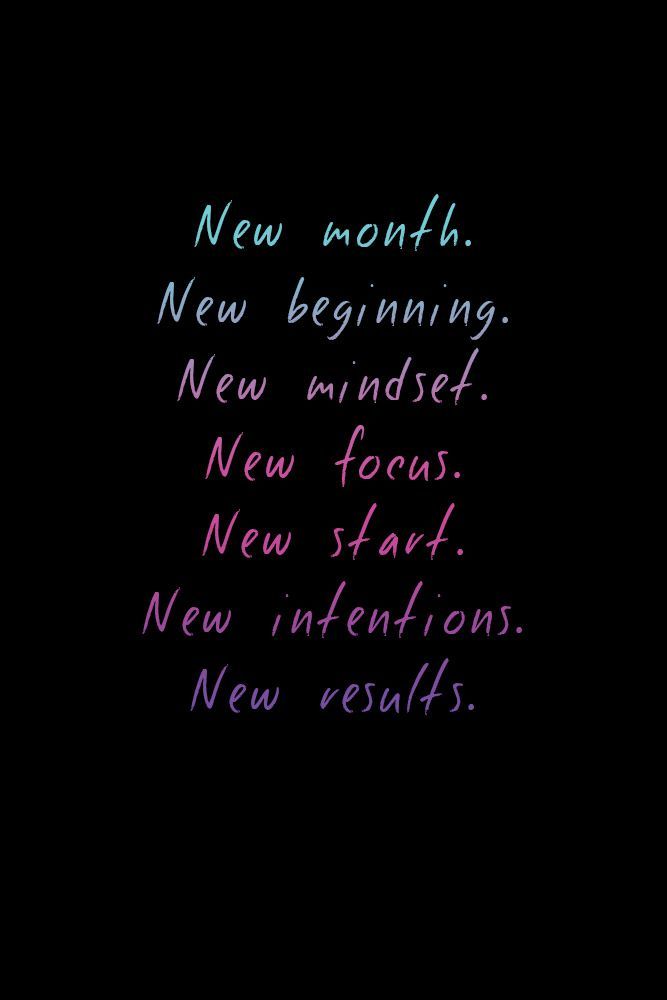 New month.
New beginning.
New mindset.
New focus.
New start.
New intentions.
New results.